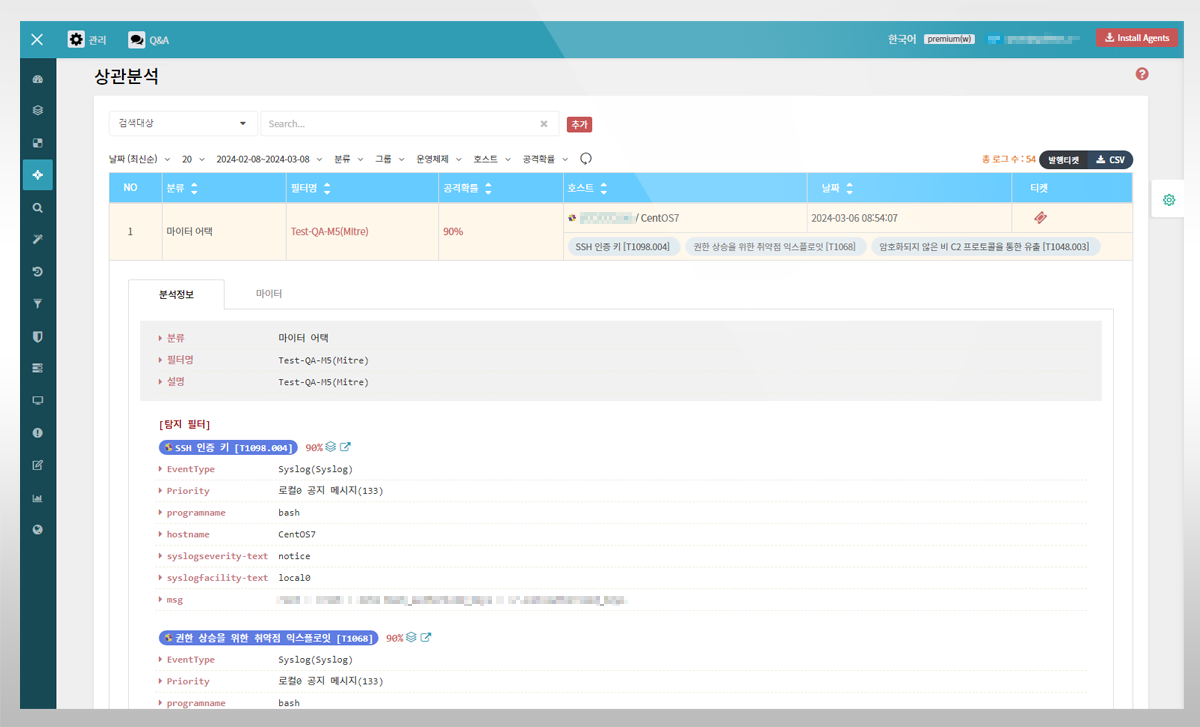 관리 Q&A 한국어 premium(w) Install Agents
상관분석
검색대상 Search... 추가
날짜 (최신순) 20 2024-02-08~2024-03-08 분류 그룹 운영체제 호스트 공격확률 총 로그 수 : 54 발행티켓 CSV
NO 분류 필터명 공격확률 호스트 날짜 티켓
1 마이터 어택 Test-QA-M5(Mitre) 90% / CentOS7 2024-03-06 08:54:07
SSH 인증 키 [T1098.004] 권한 상승을 위한 취약점 익스플로잇 [T1068] 암호화되지 않은 비 C2 프로토콜을 통한 유출 [T1048.003]
분석정보 마이터
분류 마이터 어택
필터명 Test-QA-M5(Mitre)
설명 Test-QA-M5(Mitre)
[탐지 필터]
SSH 인증 키 [T1098.004] 90%
EventType Syslog(Syslog)
Priority 로컬0 공지 메시지(133)
programname bash
hostname CentOS7
syslogseverity-text notice
syslogfacility-text local0
msg
권한 상승을 위한 취약점 익스플로잇 [T1068] 90%
EventType Syslog(Syslog)
Priority 로컬0 공지 메시지(133)
programname bash